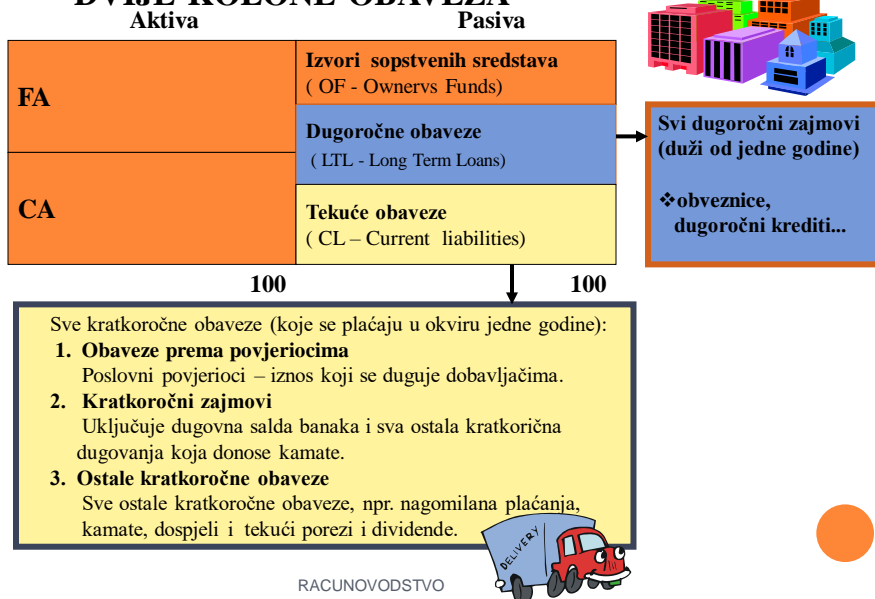 DVIJE KOLONE OBAVEZA
Aktiva
Pasiva
FA
CA
Izvori sopstvenih sredstava
( OF - Ownervs Funds)
Dugoročne obaveze
( LTL - Long Term Loans)
Tekuće obaveze
( CL – Current liabilities)
100
100
Svi dugoročni zajmovi
(duži od jedne godine)
❖obveznice,
dugoročni krediti...
Sve kratkoročne obaveze (koje se plaćaju u okviru jedne godine):
1. Obaveze prema povjeriocima
Poslovni povjerioci – iznos koji se duguje dobavljačima.
2. Kratkoročni zajmovi
Uključuje dugovna salda banaka i sva ostala kratkorična
dugovanja koja donose kamate.
3. Ostale kratkoročne obaveze
Sve ostale kratkoročne obaveze, npr. nagomilana plaćanja,
kamate, dospjeli i tekući porezi i dividende.
DELIVERY
RACUNOVODSTVO